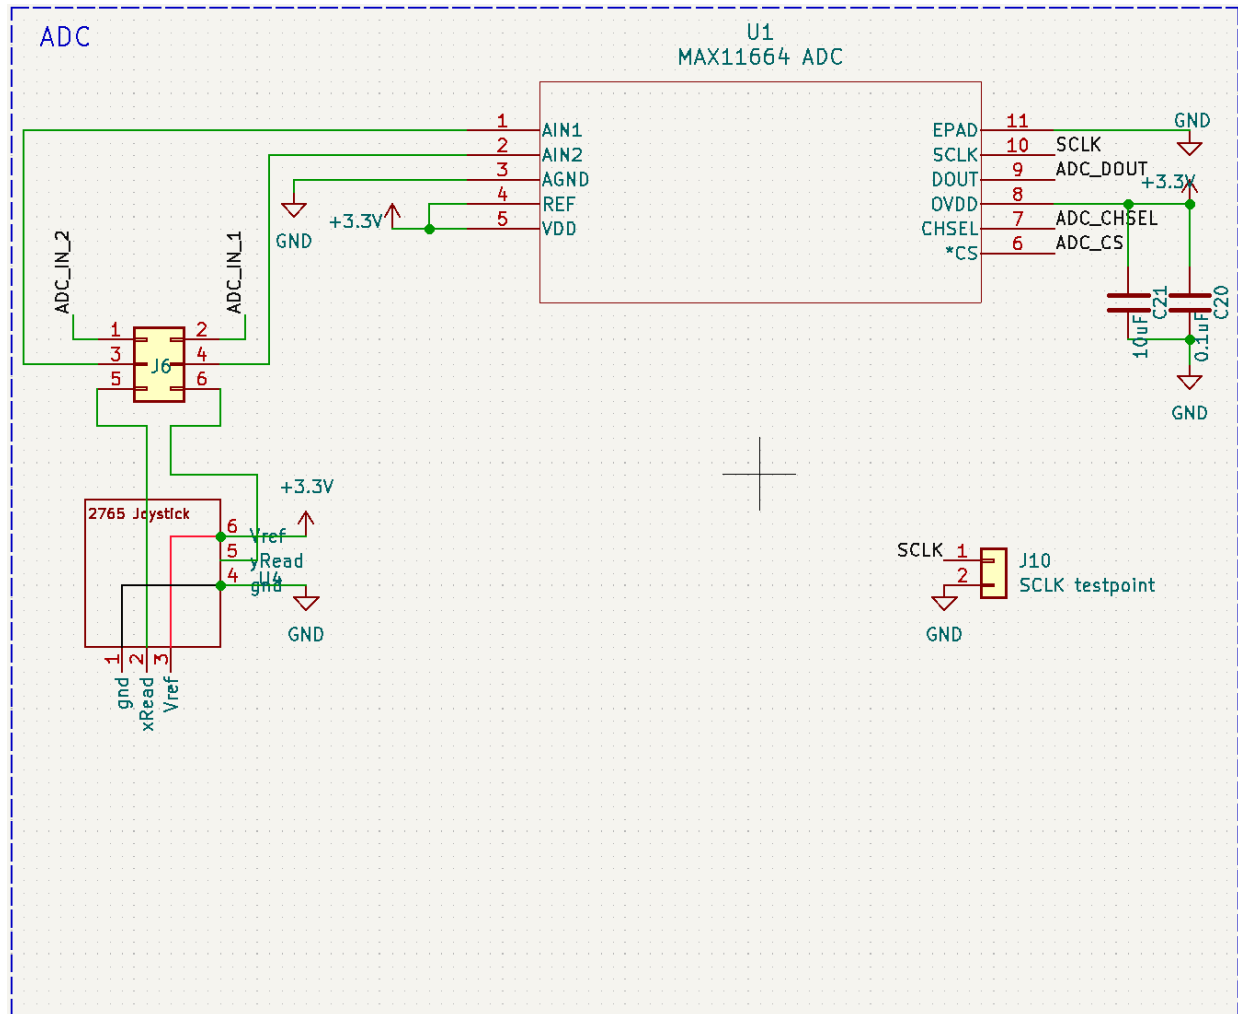 ADC
U1
MAX11664 ADC
1 AIN1
2 AIN2
3 AGND
4 REF
5 VDD
EPAD 11
SCLK 10
DOUT 9
OVDD 8
CHSEL 7
*CS 6
GND
SCLK
ADC_DOUT
+3.3V
ADC_CHSEL
ADC_CS
+3.3V
GND
ADC_IN_2
ADC_IN_1
1 2
3 4
5 6
J6
C21
10uF
C20
0.1uF
GND
+3.3V
2765 Joystick
6 Vref
5 yRead
4 gnd
U4
GND
1 gnd
2 xRead
3 Vref
SCLK 1
2
J10
SCLK testpoint
GND